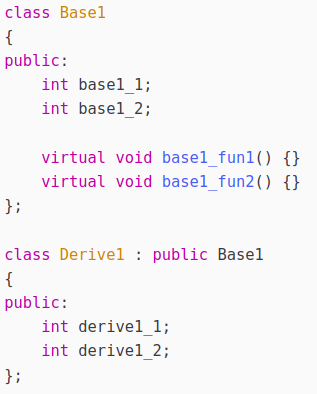 class Base1
{
public:
    int base1_1;
    int base1_2;

    virtual void base1_fun1() {}
    virtual void base1_fun2() {}
};

class Derive1 : public Base1
{
public:
    int derive1_1;
    int derive1_2;
};